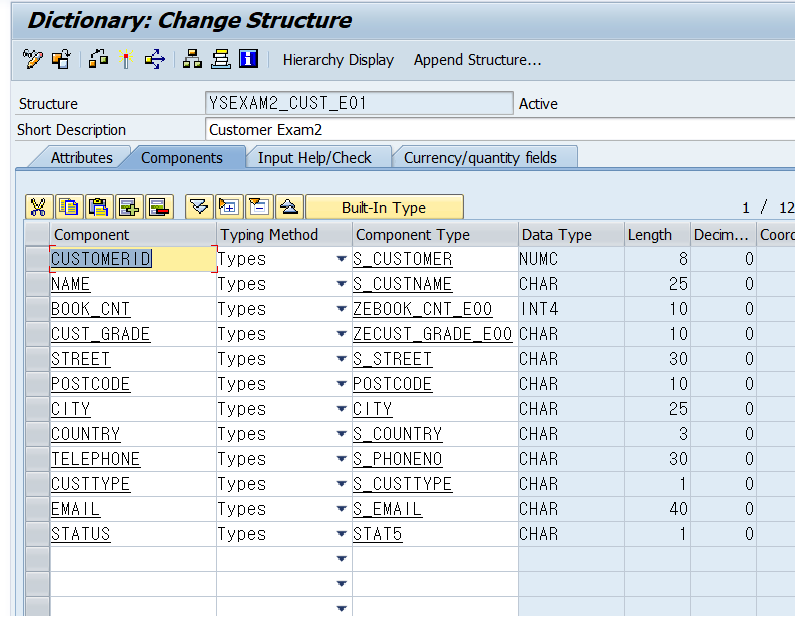 Dictionary: Change Structure
Hierarchy Display Append Structure...
Structure YSEXAM2_CUST_E01 Active
Short Description Customer Exam2
Attributes Components Input Help/Check Currency/quantity fields
Built-In Type 1 / 12
Component Typing Method Component Type Data Type Length Decim... Coord
CUSTOMERID Types S_CUSTOMER NUMC 8 0
NAME Types S_CUSTNAME CHAR 25 0
BOOK_CNT Types ZEBOOK_CNT_E00 INT4 10 0
CUST_GRADE Types ZECUST_GRADE_E00 CHAR 10 0
STREET Types S_STREET CHAR 30 0
POSTCODE Types POSTCODE CHAR 10 0
CITY Types CITY CHAR 25 0
COUNTRY Types S_COUNTRY CHAR 3 0
TELEPHONE Types S_PHONENO CHAR 30 0
CUSTTYPE Types S_CUSTTYPE CHAR 1 0
EMAIL Types S_EMAIL CHAR 40 0
STATUS Types STAT5 CHAR 1 0